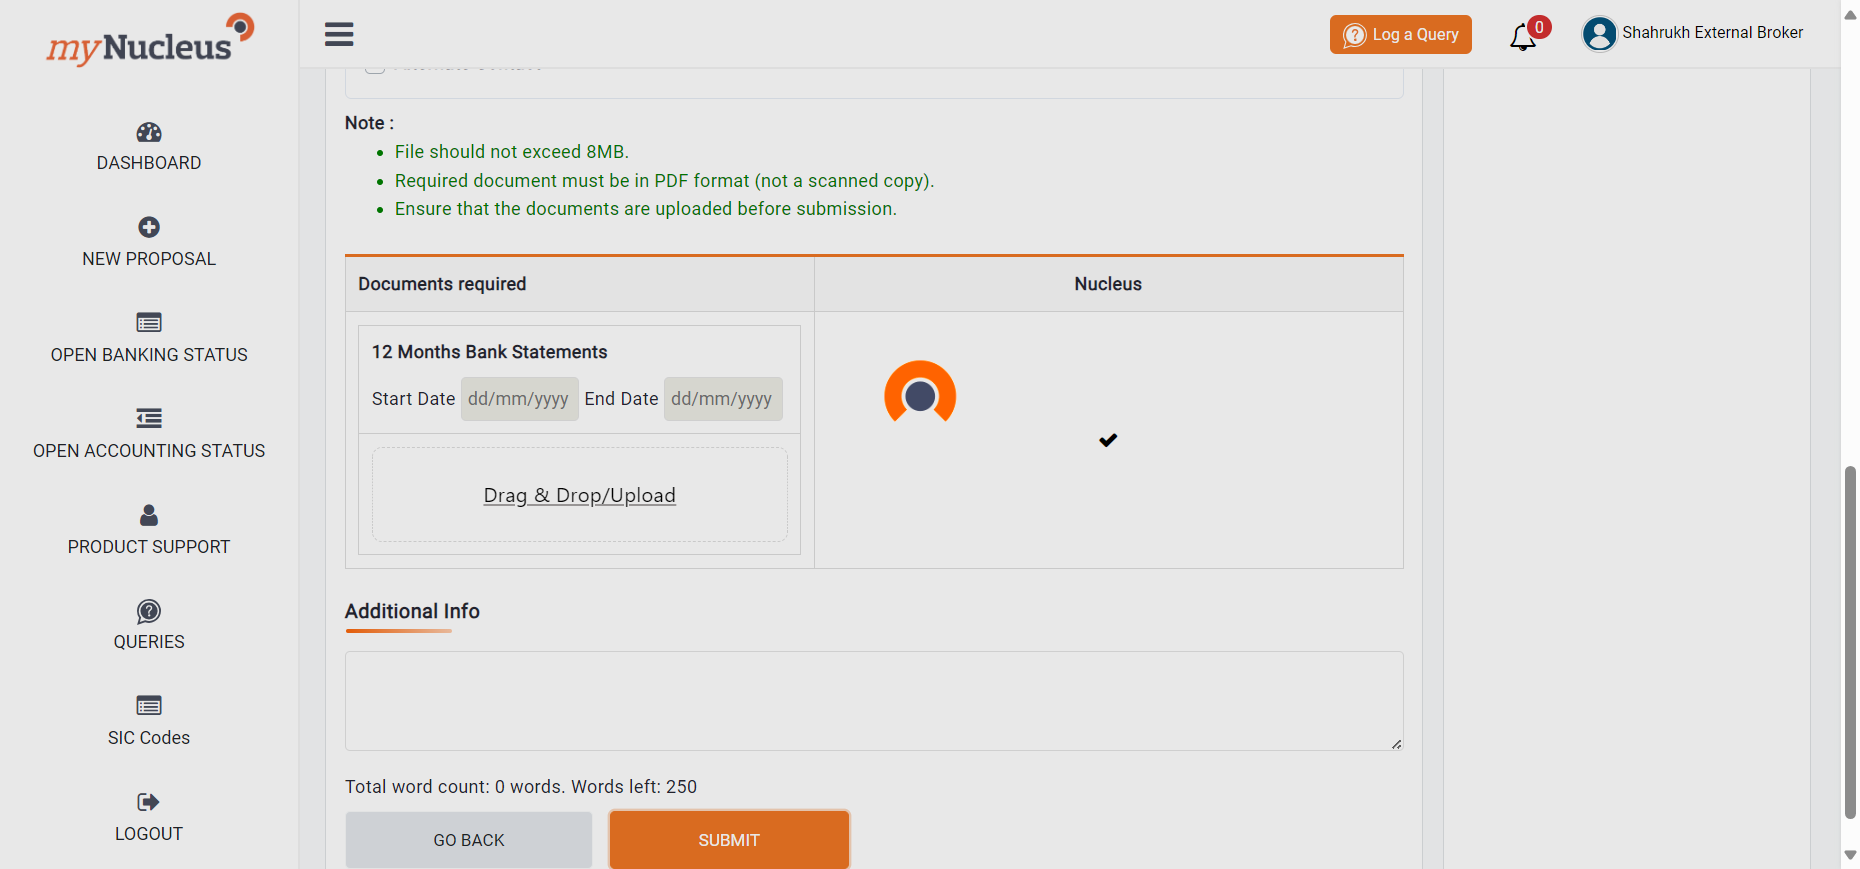 myNucleus
Log a Query
0
Shahrukh External Broker
DASHBOARD
NEW PROPOSAL
OPEN BANKING STATUS
OPEN ACCOUNTING STATUS
PRODUCT SUPPORT
QUERIES
SIC Codes
LOGOUT
Note :
File should not exceed 8MB.
Required document must be in PDF format (not a scanned copy).
Ensure that the documents are uploaded before submission.
Documents required
Nucleus
12 Months Bank Statements
Start Date dd/mm/yyyy End Date dd/mm/yyyy
Drag & Drop/Upload
Additional Info
Total word count: 0 words. Words left: 250
GO BACK
SUBMIT